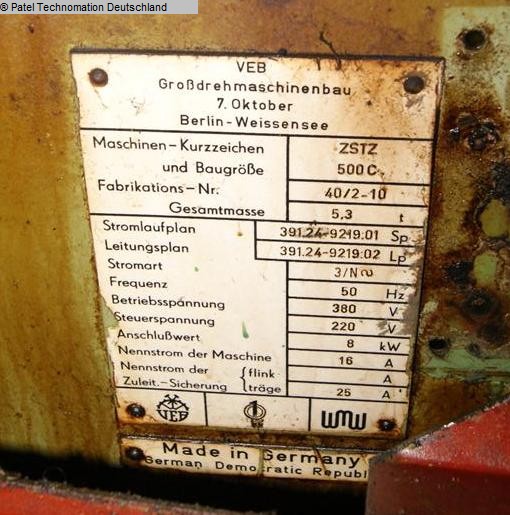 © Patel Technomation Deutschland
VEB
Großdrehmaschinenbau
7. Oktober
Berlin-Weissensee
Maschinen-Kurzzeichen ZSTZ
und Baugröße 500 C
Fabrikations-Nr. 40/2-10
Gesamtmasse 5,3 t
Stromlaufplan 391.24-9219:01 Sp
Leitungsplan 391.24-9219:02 Lp
Stromart 3/N∾
Frequenz 50 Hz
Betriebsspannung 380 V
Steuerspannung 220 V
Anschlußwert 8 kW
Nennstrom der Maschine 16 A
Nennstrom der {flink A
Zuleit.-Sicherung {träge 25 A
VEB 1 WMW
Made in Germany
German Democratic Republ